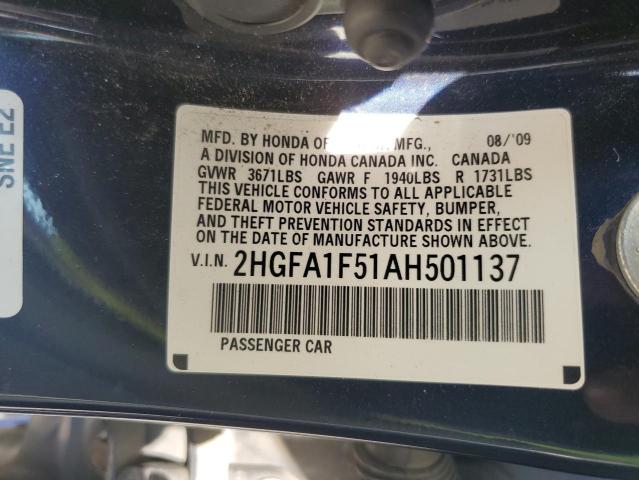 SNE E2
MFD. BY HONDA OF MFG., 08/'09
A DIVISION OF HONDA CANADA INC. CANADA
GVWR 3671LBS GAWR F 1940LBS R 1731LBS
THIS VEHICLE CONFORMS TO ALL APPLICABLE
FEDERAL MOTOR VEHICLE SAFETY, BUMPER,
AND THEFT PREVENTION STANDARDS IN EFFECT
ON THE DATE OF MANUFACTURE SHOWN ABOVE.
V.I.N. 2HGFA1F51AH501137
PASSENGER CAR